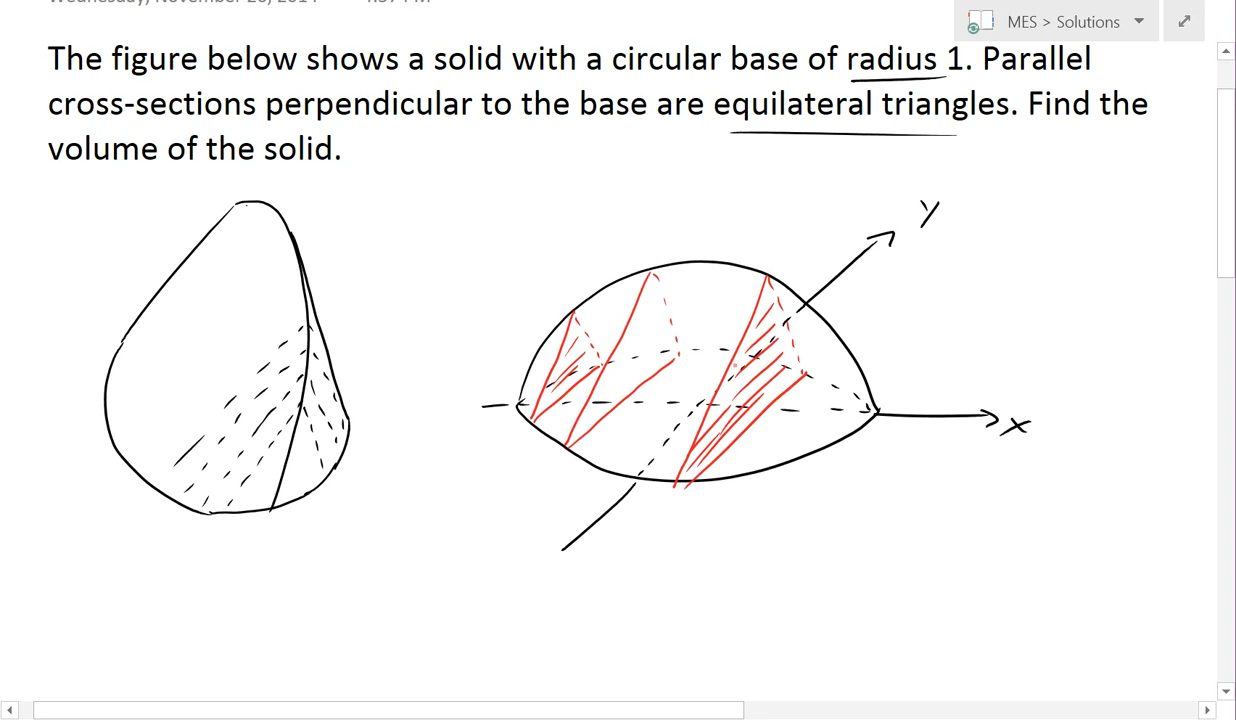 MES > Solutions
The figure below shows a solid with a circular base of radius 1. Parallel
cross-sections perpendicular to the base are equilateral triangles. Find the
volume of the solid.
y
x